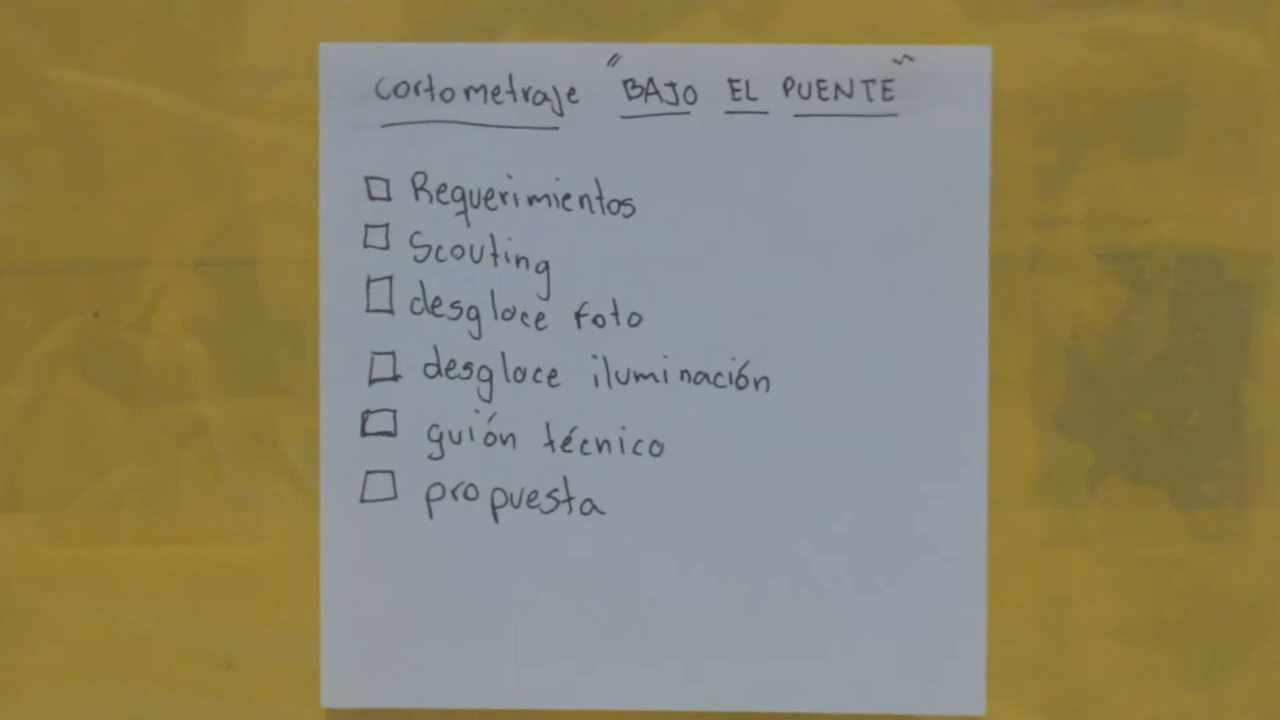 cortometraje "BAJO EL PUENTE"
Requerimientos
Scouting
desgloce foto
desgloce iluminación
guión técnico
propuesta